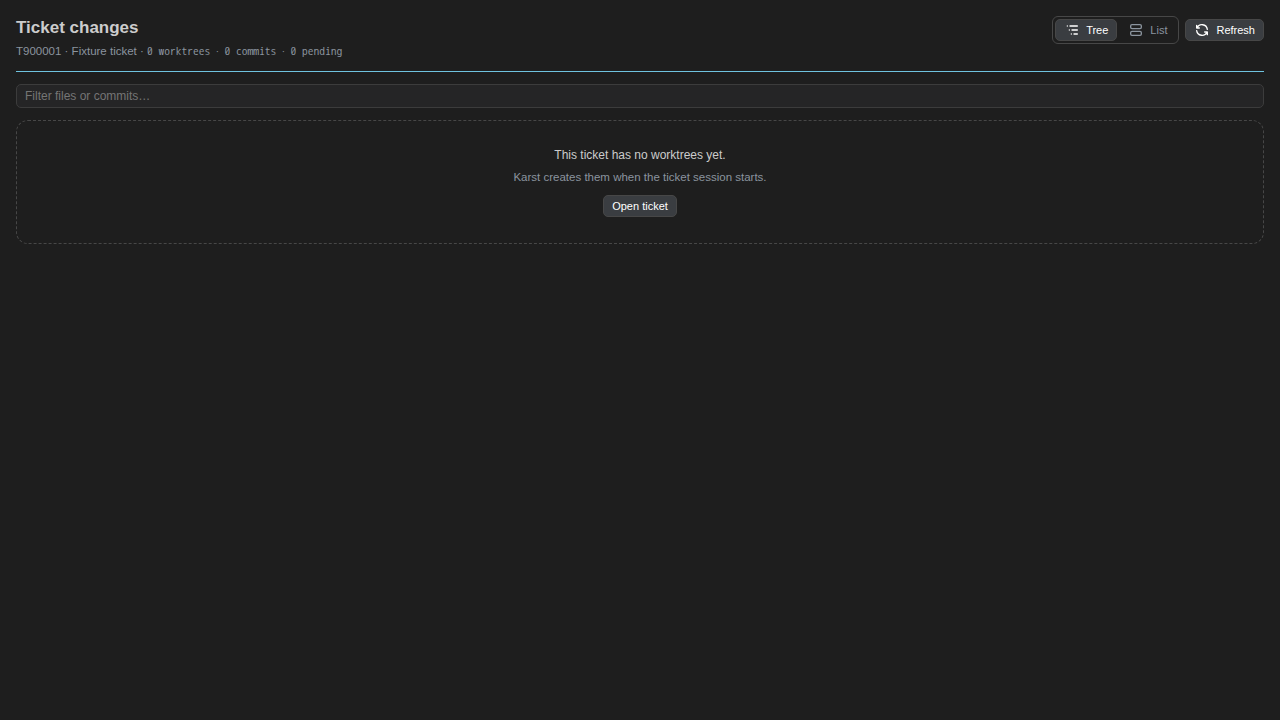 Ticket changes
Tree
List
Refresh
T900001 · Fixture ticket · 0 worktrees · 0 commits · 0 pending
Filter files or commits…
This ticket has no worktrees yet.
Karst creates them when the ticket session starts.
Open ticket